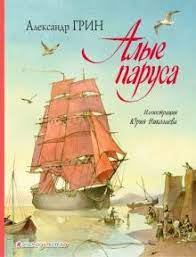 Александр ГРИН
Алые
паруса
Иллюстрации
Юрия Николаева